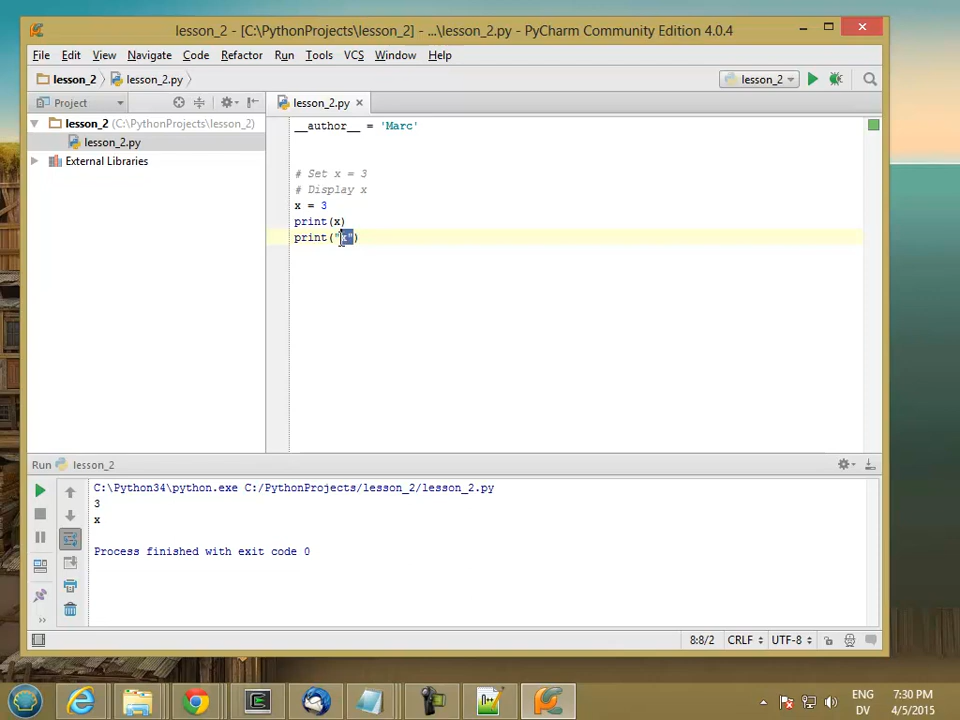 lesson_2 - [C:\PythonProjects\lesson_2] - ...\lesson_2.py - PyCharm Community Edition 4.0.4
File Edit View Navigate Code Refactor Run Tools VCS Window Help
lesson_2 lesson_2.py lesson_2
Project lesson_2.py
lesson_2 (C:\PythonProjects\lesson_2)
lesson_2.py
External Libraries
__author__ = 'Marc'
# Set x = 3
# Display x
x = 3
print(x)
print("x")
Run lesson_2
C:\Python34\python.exe C:/PythonProjects/lesson_2/lesson_2.py
3
x
Process finished with exit code 0
8:8/2 CRLF UTF-8
ENG 7:30 PM
DV 4/5/2015